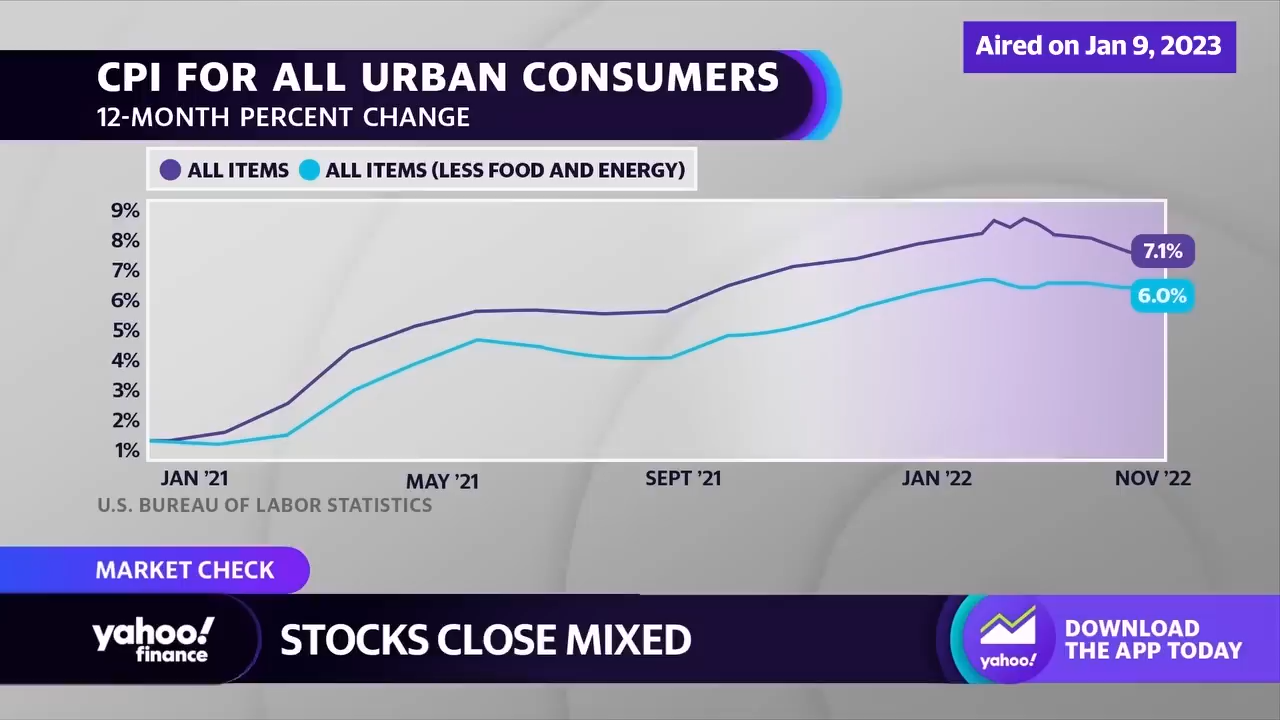 Aired on Jan 9, 2023
CPI FOR ALL URBAN CONSUMERS
12-MONTH PERCENT CHANGE
ALL ITEMS ALL ITEMS (LESS FOOD AND ENERGY)
9%
8%
7%
6%
5%
4%
3%
2%
1%
7.1%
6.0%
JAN ’21 MAY ’21 SEPT ’21 JAN ’22 NOV ’22
U.S. BUREAU OF LABOR STATISTICS
MARKET CHECK
yahoo!
finance
STOCKS CLOSE MIXED
yahoo!
DOWNLOAD
THE APP TODAY